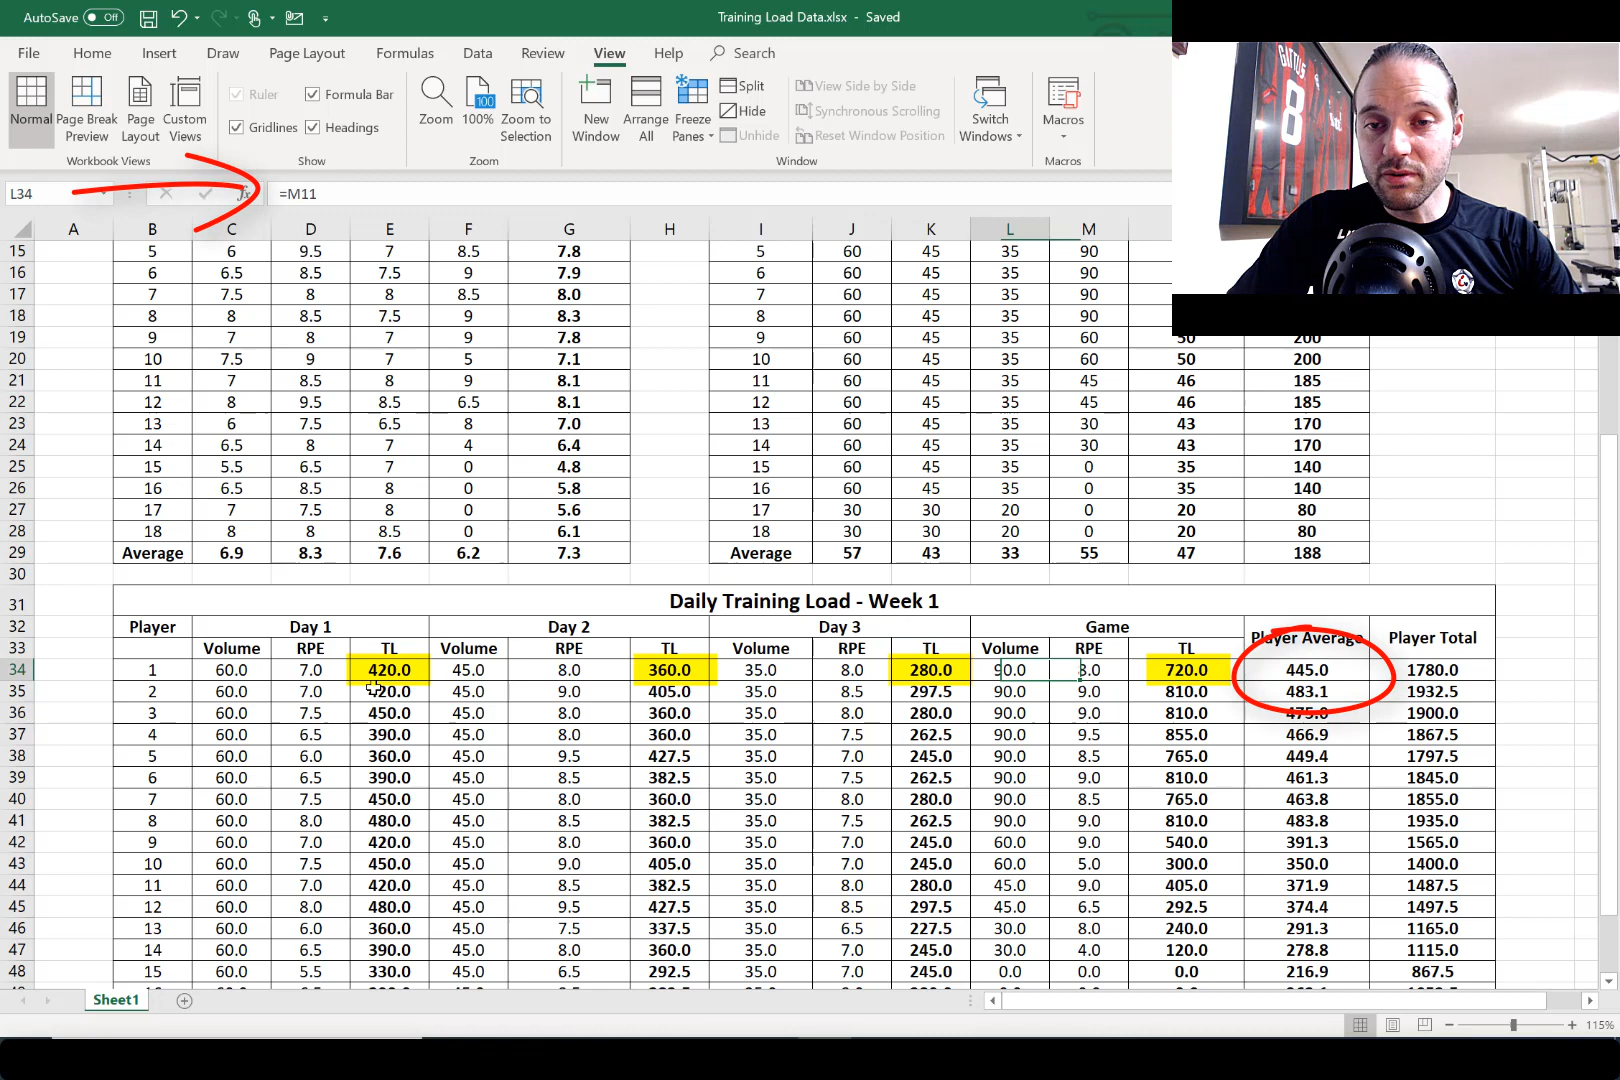 AutoSave Off Training Load Data.xlsx - Saved
File Home Insert Draw Page Layout Formulas Data Review View Help Search
Normal Page Break Preview Page Layout Custom Views
Workbook Views
Ruler Formula Bar
Gridlines Headings
Show
Zoom 100% Zoom to Selection
Zoom
New Window Arrange All Freeze Panes
Split
Hide
Unhide
View Side by Side
Synchronous Scrolling
Reset Window Position
Switch Windows
Window
Macros
Macros
GATTUS
8
L34 fx =M11
A B C D E F G H I J K L M
15 5 6 9.5 7 8.5 7.8 5 60 45 35 90
16 6 6.5 8.5 7.5 9 7.9 6 60 45 35 90
17 7 7.5 8 8 8.5 8.0 7 60 45 35 90
18 8 8 8.5 7.5 9 8.3 8 60 45 35 90
19 9 7 8 7 9 7.8 9 60 45 35 60 50 200
20 10 7.5 9 7 5 7.1 10 60 45 35 60 50 200
21 11 7 8.5 8 9 8.1 11 60 45 35 45 46 185
22 12 8 9.5 8.5 6.5 8.1 12 60 45 35 45 46 185
23 13 6 7.5 6.5 8 7.0 13 60 45 35 30 43 170
24 14 6.5 8 7 4 6.4 14 60 45 35 30 43 170
25 15 5.5 6.5 7 0 4.8 15 60 45 35 0 35 140
26 16 6.5 8.5 8 0 5.8 16 60 45 35 0 35 140
27 17 7 7.5 8 0 5.6 17 30 30 20 0 20 80
28 18 8 8 8.5 0 6.1 18 30 30 20 0 20 80
29 Average 6.9 8.3 7.6 6.2 7.3 Average 57 43 33 55 47 188
30
31 Daily Training Load - Week 1
32 Player Day 1 Day 2 Day 3 Game Player Average Player Total
33 Volume RPE TL Volume RPE TL Volume RPE TL Volume RPE TL
34 1 60.0 7.0 420.0 45.0 8.0 360.0 35.0 8.0 280.0 90.0 8.0 720.0 445.0 1780.0
35 2 60.0 7.0 420.0 45.0 9.0 405.0 35.0 8.5 297.5 90.0 9.0 810.0 483.1 1932.5
36 3 60.0 7.5 450.0 45.0 8.0 360.0 35.0 8.0 280.0 90.0 9.0 810.0 475.0 1900.0
37 4 60.0 6.5 390.0 45.0 8.0 360.0 35.0 7.5 262.5 90.0 9.5 855.0 466.9 1867.5
38 5 60.0 6.0 360.0 45.0 9.5 427.5 35.0 7.0 245.0 90.0 8.5 765.0 449.4 1797.5
39 6 60.0 6.5 390.0 45.0 8.5 382.5 35.0 7.5 262.5 90.0 9.0 810.0 461.3 1845.0
40 7 60.0 7.5 450.0 45.0 8.0 360.0 35.0 8.0 280.0 90.0 8.5 765.0 463.8 1855.0
41 8 60.0 8.0 480.0 45.0 8.5 382.5 35.0 7.5 262.5 90.0 9.0 810.0 483.8 1935.0
42 9 60.0 7.0 420.0 45.0 9.0 405.0 35.0 7.0 245.0 60.0 9.0 540.0 391.3 1565.0
43 10 60.0 7.5 450.0 45.0 9.0 405.0 35.0 7.0 245.0 60.0 5.0 300.0 350.0 1400.0
44 11 60.0 7.0 420.0 45.0 8.5 382.5 35.0 8.0 280.0 45.0 9.0 405.0 371.9 1487.5
45 12 60.0 8.0 480.0 45.0 9.5 427.5 35.0 8.5 297.5 45.0 6.5 292.5 374.4 1497.5
46 13 60.0 6.0 360.0 45.0 7.5 337.5 35.0 6.5 227.5 30.0 8.0 240.0 291.3 1165.0
47 14 60.0 6.5 390.0 45.0 8.0 360.0 35.0 7.0 245.0 30.0 4.0 120.0 278.8 1115.0
48 15 60.0 5.5 330.0 45.0 6.5 292.5 35.0 7.0 245.0 0.0 0.0 0.0 216.9 867.5
Sheet1
115%